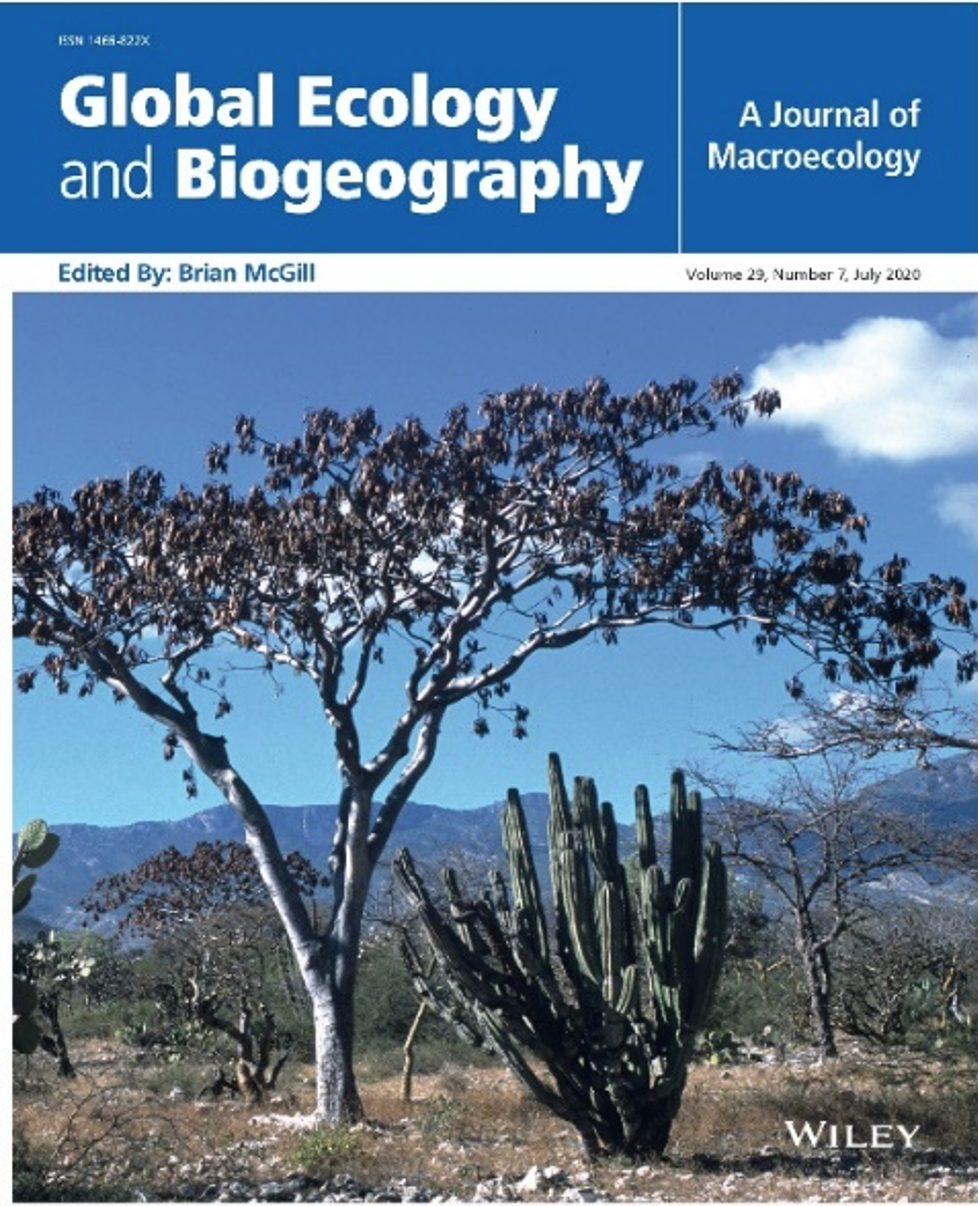 ISSN 1466-822X
Global Ecology
and Biogeography
A Journal of
Macroecology
Edited By: Brian McGill
Volume 29, Number 7, July 2020
WILEY